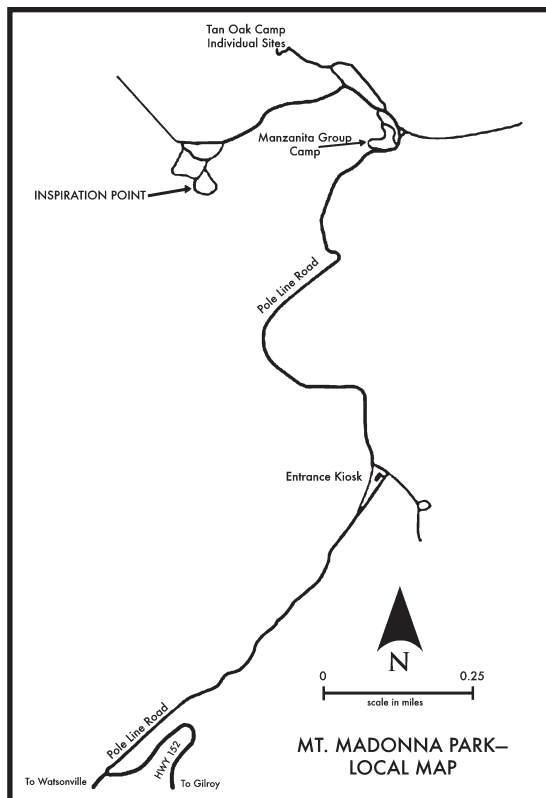 Tan Oak Camp
Individual Sites
Manzanita Group
Camp
INSPIRATION POINT
Pole Line Road
Entrance Kiosk
N
0 0.25
scale in miles
Pole Line Road
HWY 152
MT. MADONNA PARK–
LOCAL MAP
To Watsonville
To Gilroy